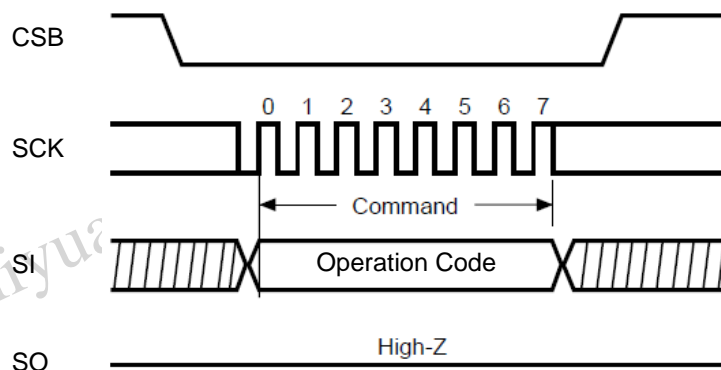 CSB
0 1 2 3 4 5 6 7
SCK
Command
SI
Operation Code
High-Z
SO